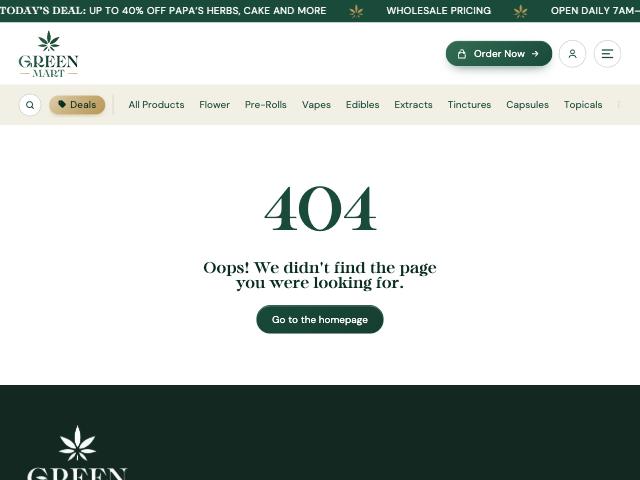 TODAY'S DEAL: UP TO 40% OFF PAPA'S HERBS, CAKE AND MORE WHOLESALE PRICING OPEN DAILY 7AM–
GREEN
MART
Order Now
Deals All Products Flower Pre-Rolls Vapes Edibles Extracts Tinctures Capsules Topicals
404
Oops! We didn't find the page
you were looking for.
Go to the homepage
GREEN